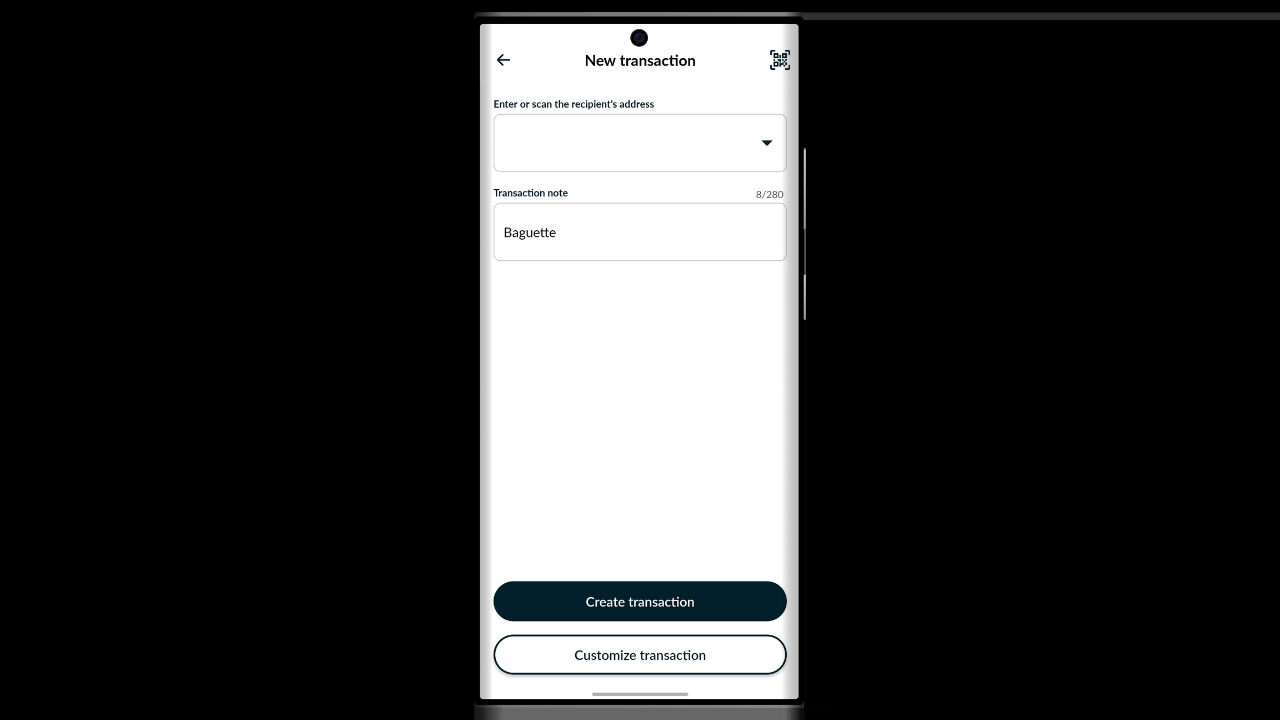 New transaction
Enter or scan the recipient's address
Transaction note 8/280
Baguette
Create transaction
Customize transaction